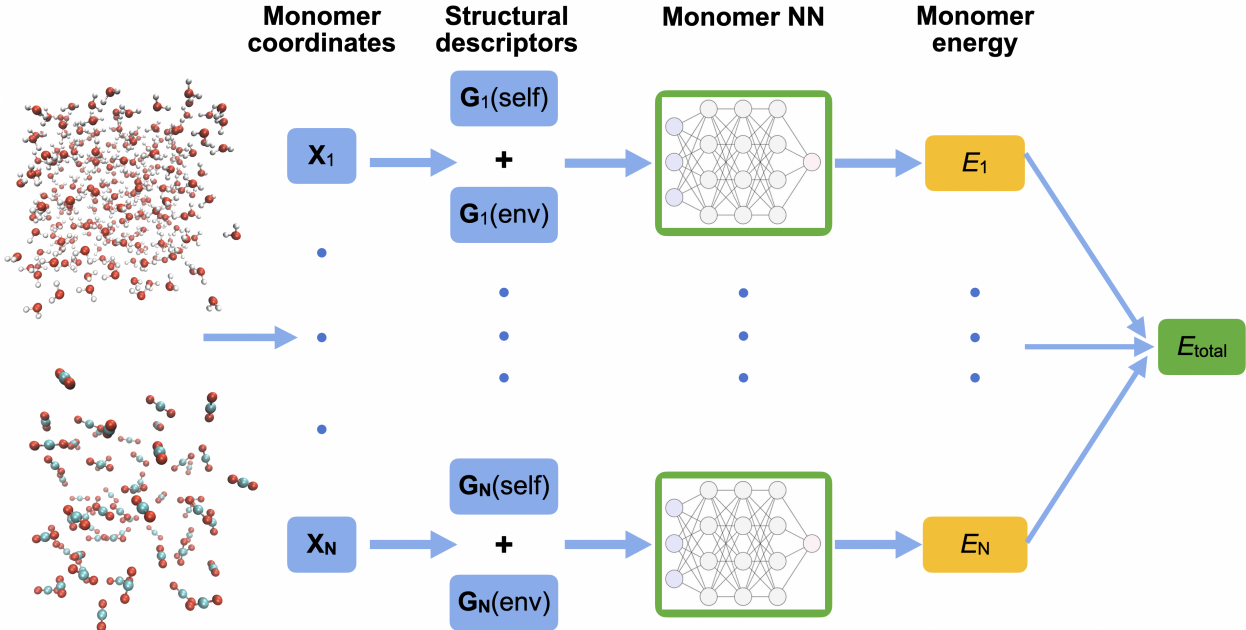 Monomer
coordinates
Structural
descriptors
Monomer NN
Monomer
energy
G1(self)
X1
+
E1
G1(env)
Etotal
GN(self)
XN
+
EN
GN(env)